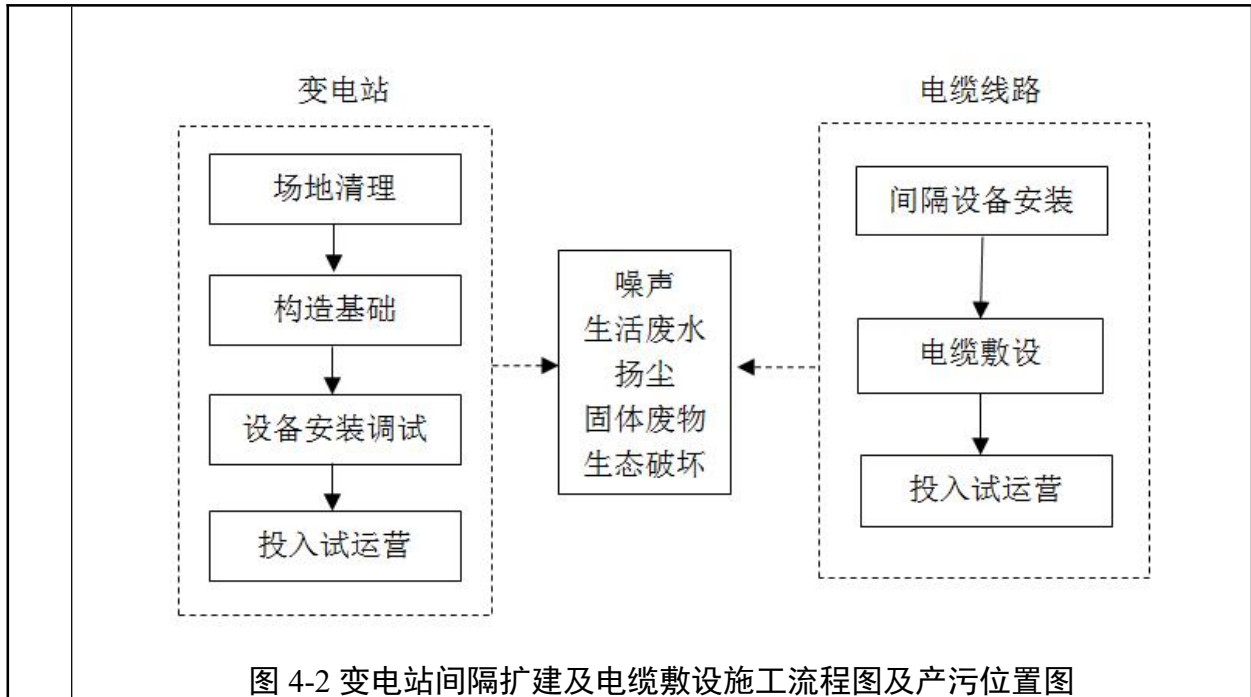 变电站
场地清理
构造基础
设备安装调试
投入试运营
噪声
生活废水
扬尘
固体废物
生态破坏
电缆线路
间隔设备安装
电缆敷设
投入试运营
图 4-2 变电站间隔扩建及电缆敷设施工流程图及产污位置图